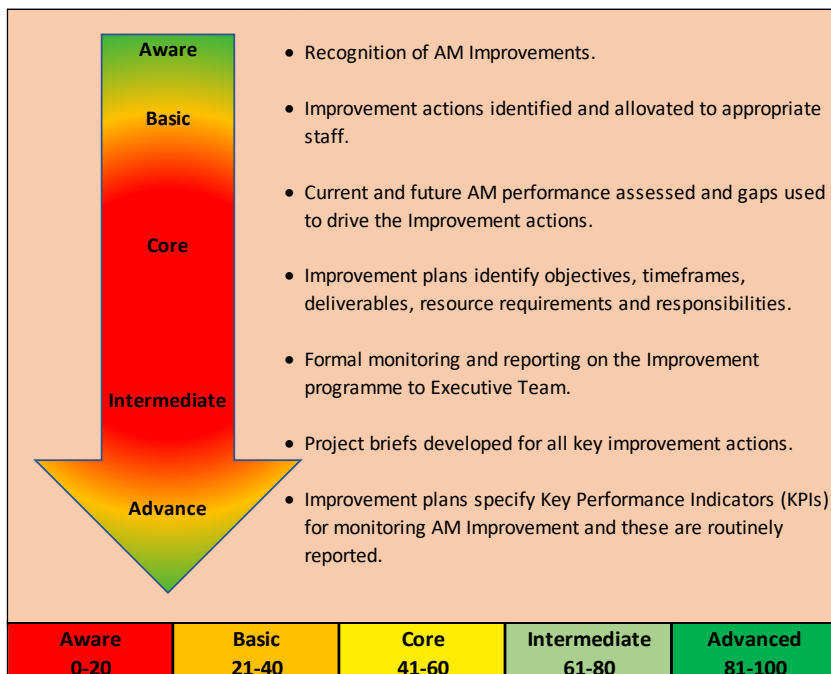 Aware
• Recognition of AM Improvements.
Basic
• Improvement actions identified and allovated to appropriate
staff.
• Current and future AM performance assessed and gaps used
to drive the Improvement actions.
Core
• Improvement plans identify objectives, timeframes,
deliverables, resource requirements and responsibilities.
• Formal monitoring and reporting on the Improvement
programme to Executive Team.
Intermediate
• Project briefs developed for all key improvement actions.
Advance
• Improvement plans specify Key Performance Indicators (KPIs)
for monitoring AM Improvement and these are routinely
reported.
Aware Basic Core Intermediate Advanced
0-20 21-40 41-60 61-80 81-100